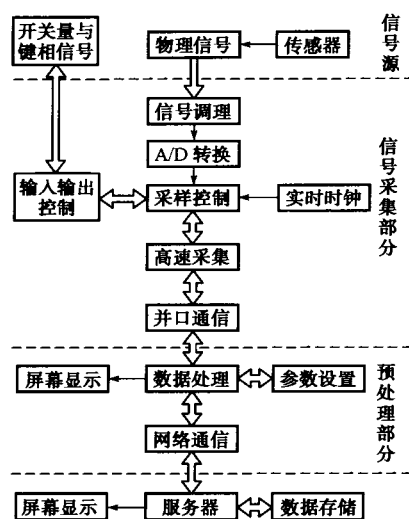 开关量与
键相信号
物理信号
传感器
信号源
信号调理
A/D 转换
输入输出
控制
采样控制
实时时钟
信号采集部分
高速采集
并口通信
屏幕显示
数据处理
参数设置
预处理部分
网络通信
屏幕显示
服务器
数据存储